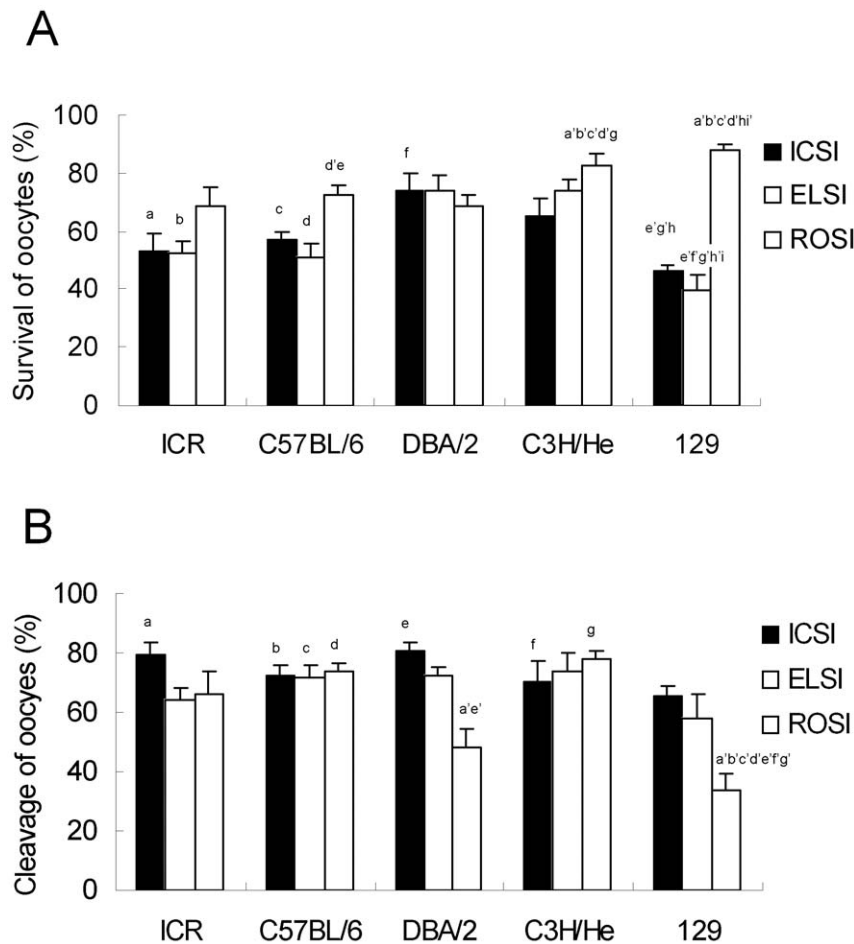 A
Survival of oocytes (%)
100
80
60
40
20
0
a
b
c
d
d'e
f
a'b'c'd'g
e'g'h
e'f'g'h'i
a'b'c'd'hi'
ICSI
ELSI
ROSI
ICR
C57BL/6
DBA/2
C3H/He
129
B
Cleavage of oocyes (%)
100
80
60
40
20
0
a
b
c
d
e
a'e'
f
g
a'b'c'd'e'f'g'
ICSI
ELSI
ROSI
ICR
C57BL/6
DBA/2
C3H/He
129